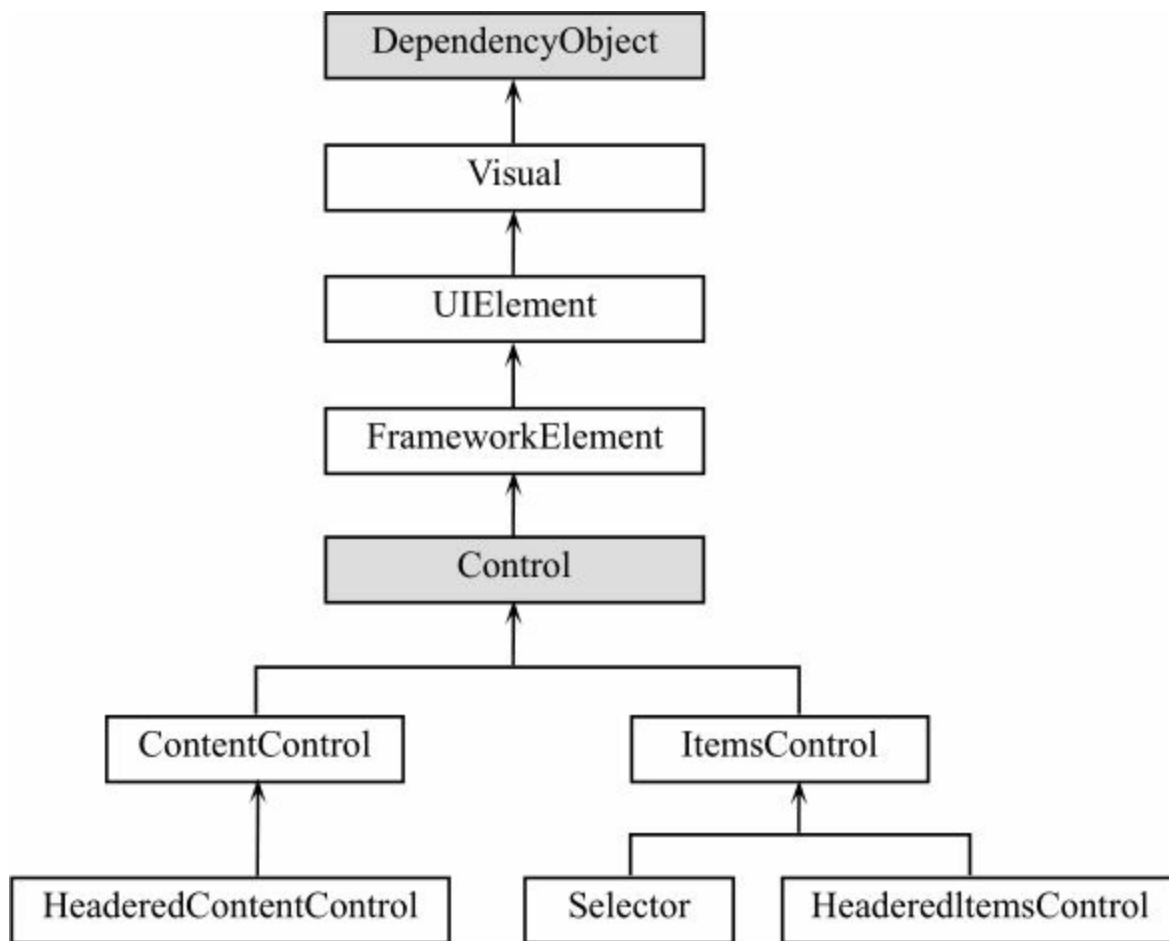 DependencyObject
Visual
UIElement
FrameworkElement
Control
ContentControl
ItemsControl
HeaderedContentControl
Selector
HeaderedItemsControl